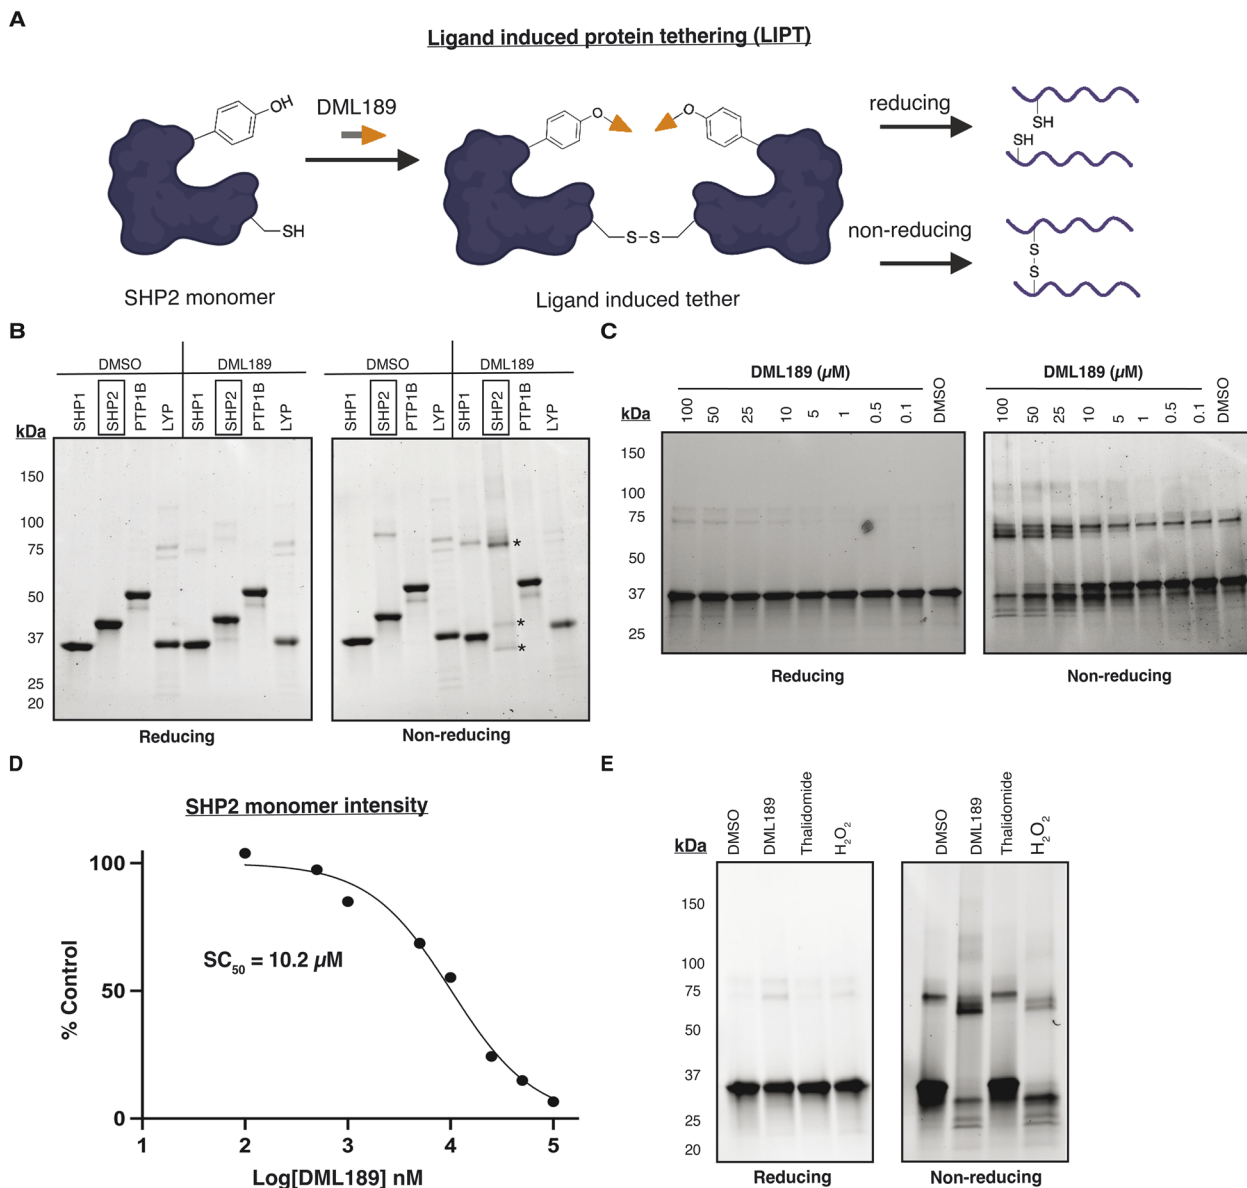 A
Ligand induced protein tethering (LIPT)
OH
DML189
O
O
reducing
SH
SH
SH
S–S
non-reducing
S
S
SHP2 monomer
Ligand induced tether
B
DMSO
DML189
DMSO
DML189
SHP1
SHP2
PTP1B
LYP
SHP1
SHP2
PTP1B
LYP
SHP1
SHP2
PTP1B
LYP
SHP1
SHP2
PTP1B
LYP
kDa
150
100
75
50
37
25
20
*
*
*
Reducing
Non-reducing
C
DML189 (µM)
DML189 (µM)
kDa
100
50
25
10
5
1
0.5
0.1
DMSO
100
50
25
10
5
1
0.5
0.1
DMSO
150
100
75
50
37
25
Reducing
Non-reducing
D
SHP2 monomer intensity
% Control
100
50
0
SC50 = 10.2 µM
1 2 3 4 5
Log[DML189] nM
E
kDa
DMSO
DML189
Thalidomide
H2O2
DMSO
DML189
Thalidomide
H2O2
150
100
75
50
37
25
20
Reducing
Non-reducing